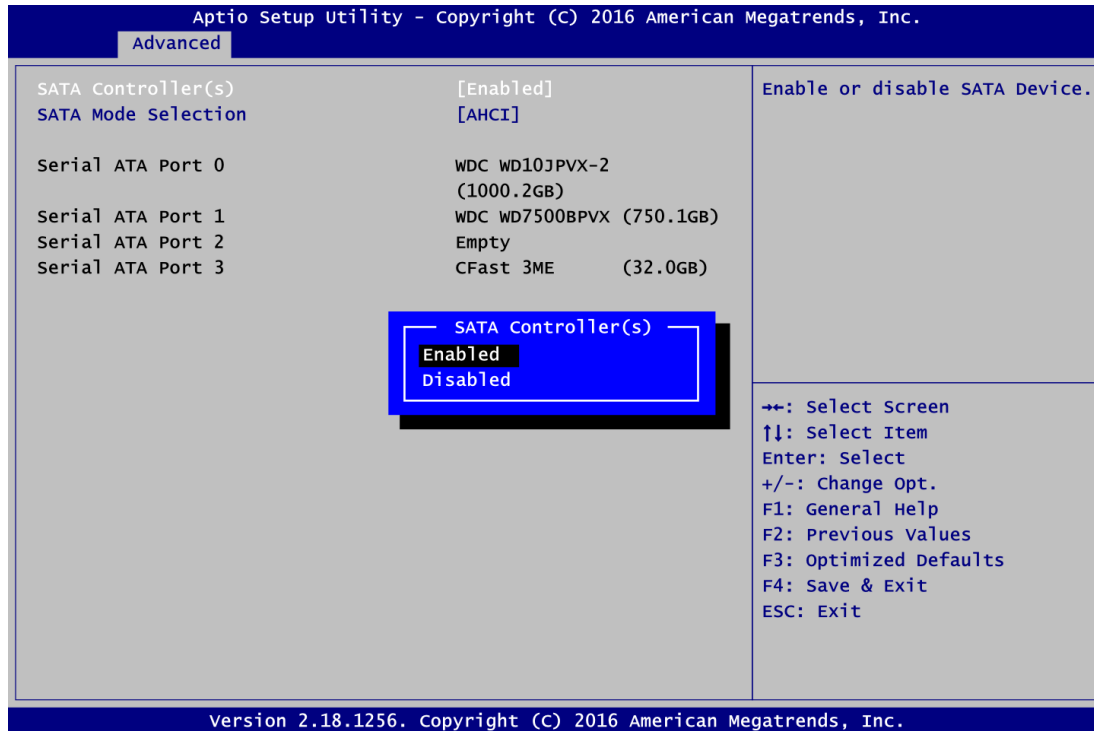 Aptio Setup Utility - Copyright (C) 2016 American Megatrends, Inc.
Advanced
SATA Controller(s) [Enabled]
SATA Mode Selection [AHCI]
Serial ATA Port 0 WDC WD10JPVX-2
(1000.2GB)
Serial ATA Port 1 WDC WD7500BPVX (750.1GB)
Serial ATA Port 2 Empty
Serial ATA Port 3 CFast 3ME (32.0GB)
SATA Controller(s)
Enabled
Disabled
Enable or disable SATA Device.
→←: Select Screen
↑↓: Select Item
Enter: Select
+/-: Change Opt.
F1: General Help
F2: Previous Values
F3: Optimized Defaults
F4: Save & Exit
ESC: Exit
Version 2.18.1256. Copyright (C) 2016 American Megatrends, Inc.